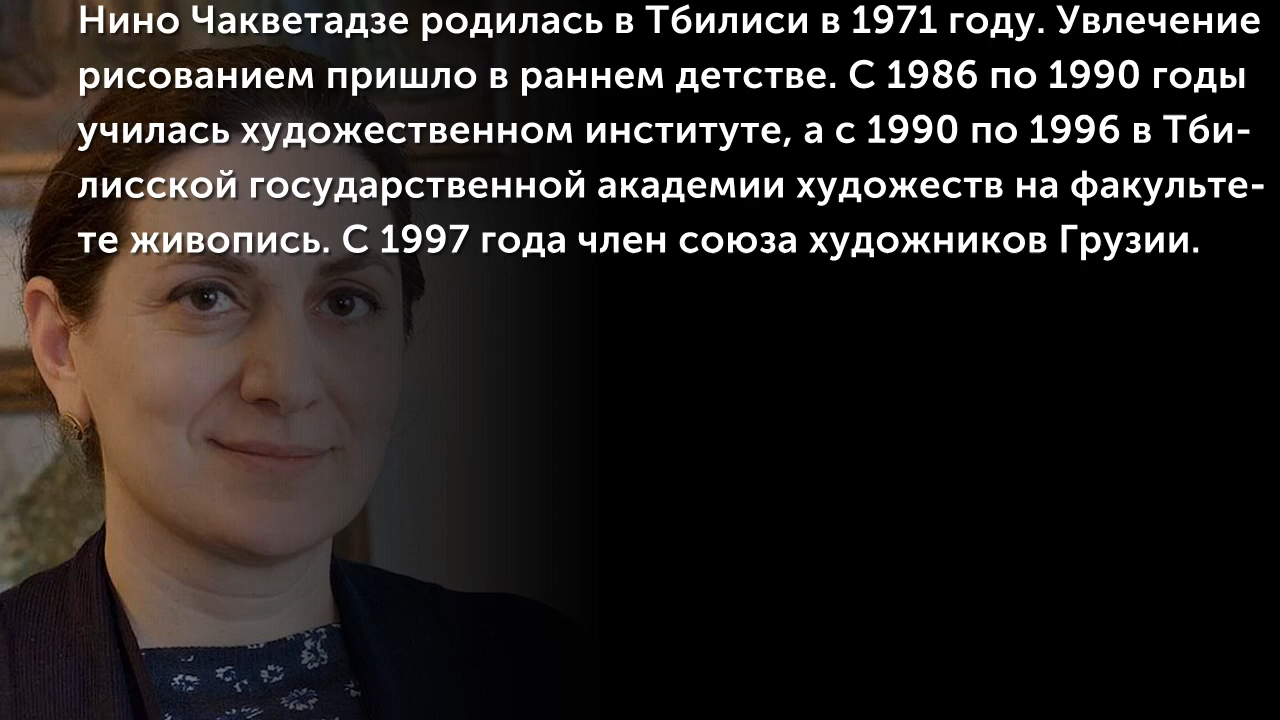 Нино Чакветадзе родилась в Тбилиси в 1971 году. Увлечение
рисованием пришло в раннем детстве. С 1986 по 1990 годы
училась художественном институте, а с 1990 по 1996 в Тби-
лисской государственной академии художеств на факульте-
те живопись. С 1997 года член союза художников Грузии.